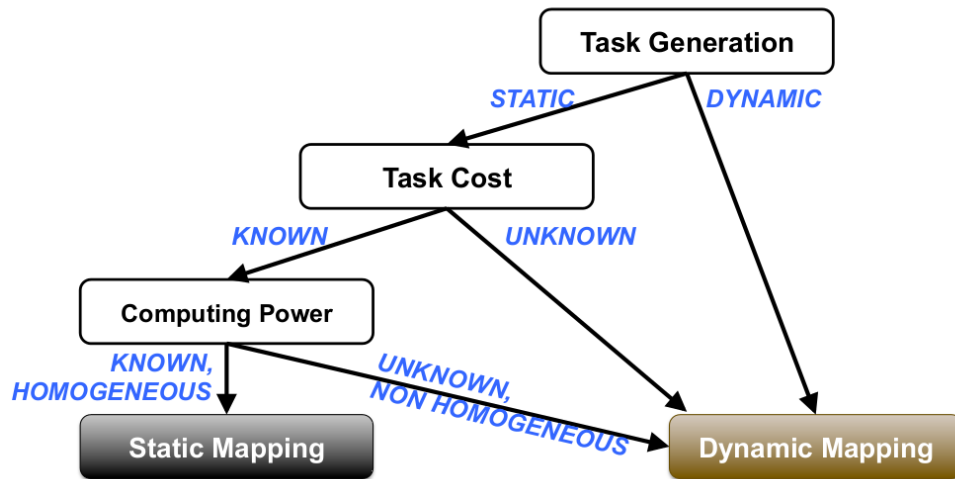 Task Generation
STATIC
DYNAMIC
Task Cost
KNOWN
UNKNOWN
Computing Power
KNOWN,
HOMOGENEOUS
UNKNOWN,
NON HOMOGENEOUS
Static Mapping
Dynamic Mapping